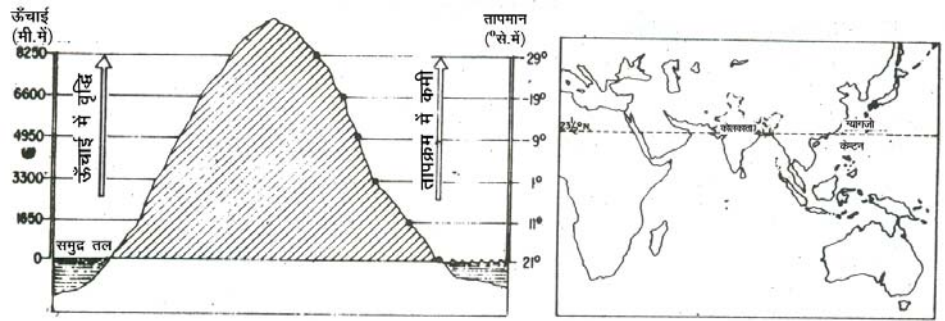 ऊँचाई
(मी.में)
8250
6600
4950
3300
1650
0
ऊँचाई में वृद्धि
समुद्र तल
तापक्रम में कमी
तापमान
(°से.में)
-29°
-19°
-9°
1°
11°
21°
23½°N
कोलकाता
ग्वांगजो
केन्टन